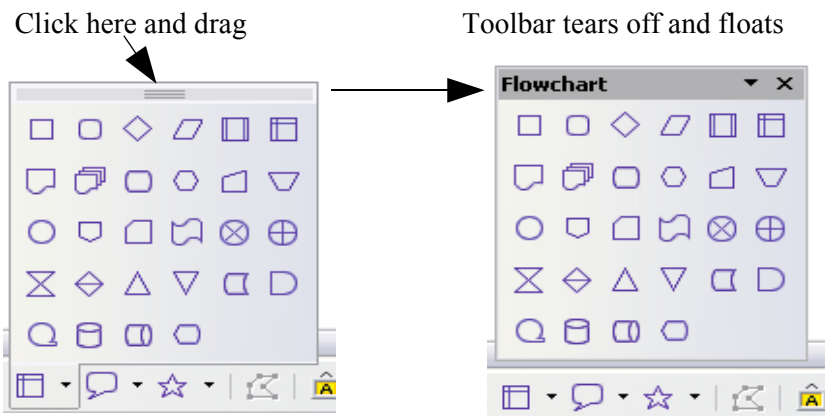 Click here and drag
Toolbar tears off and floats
Flowchart
A
A